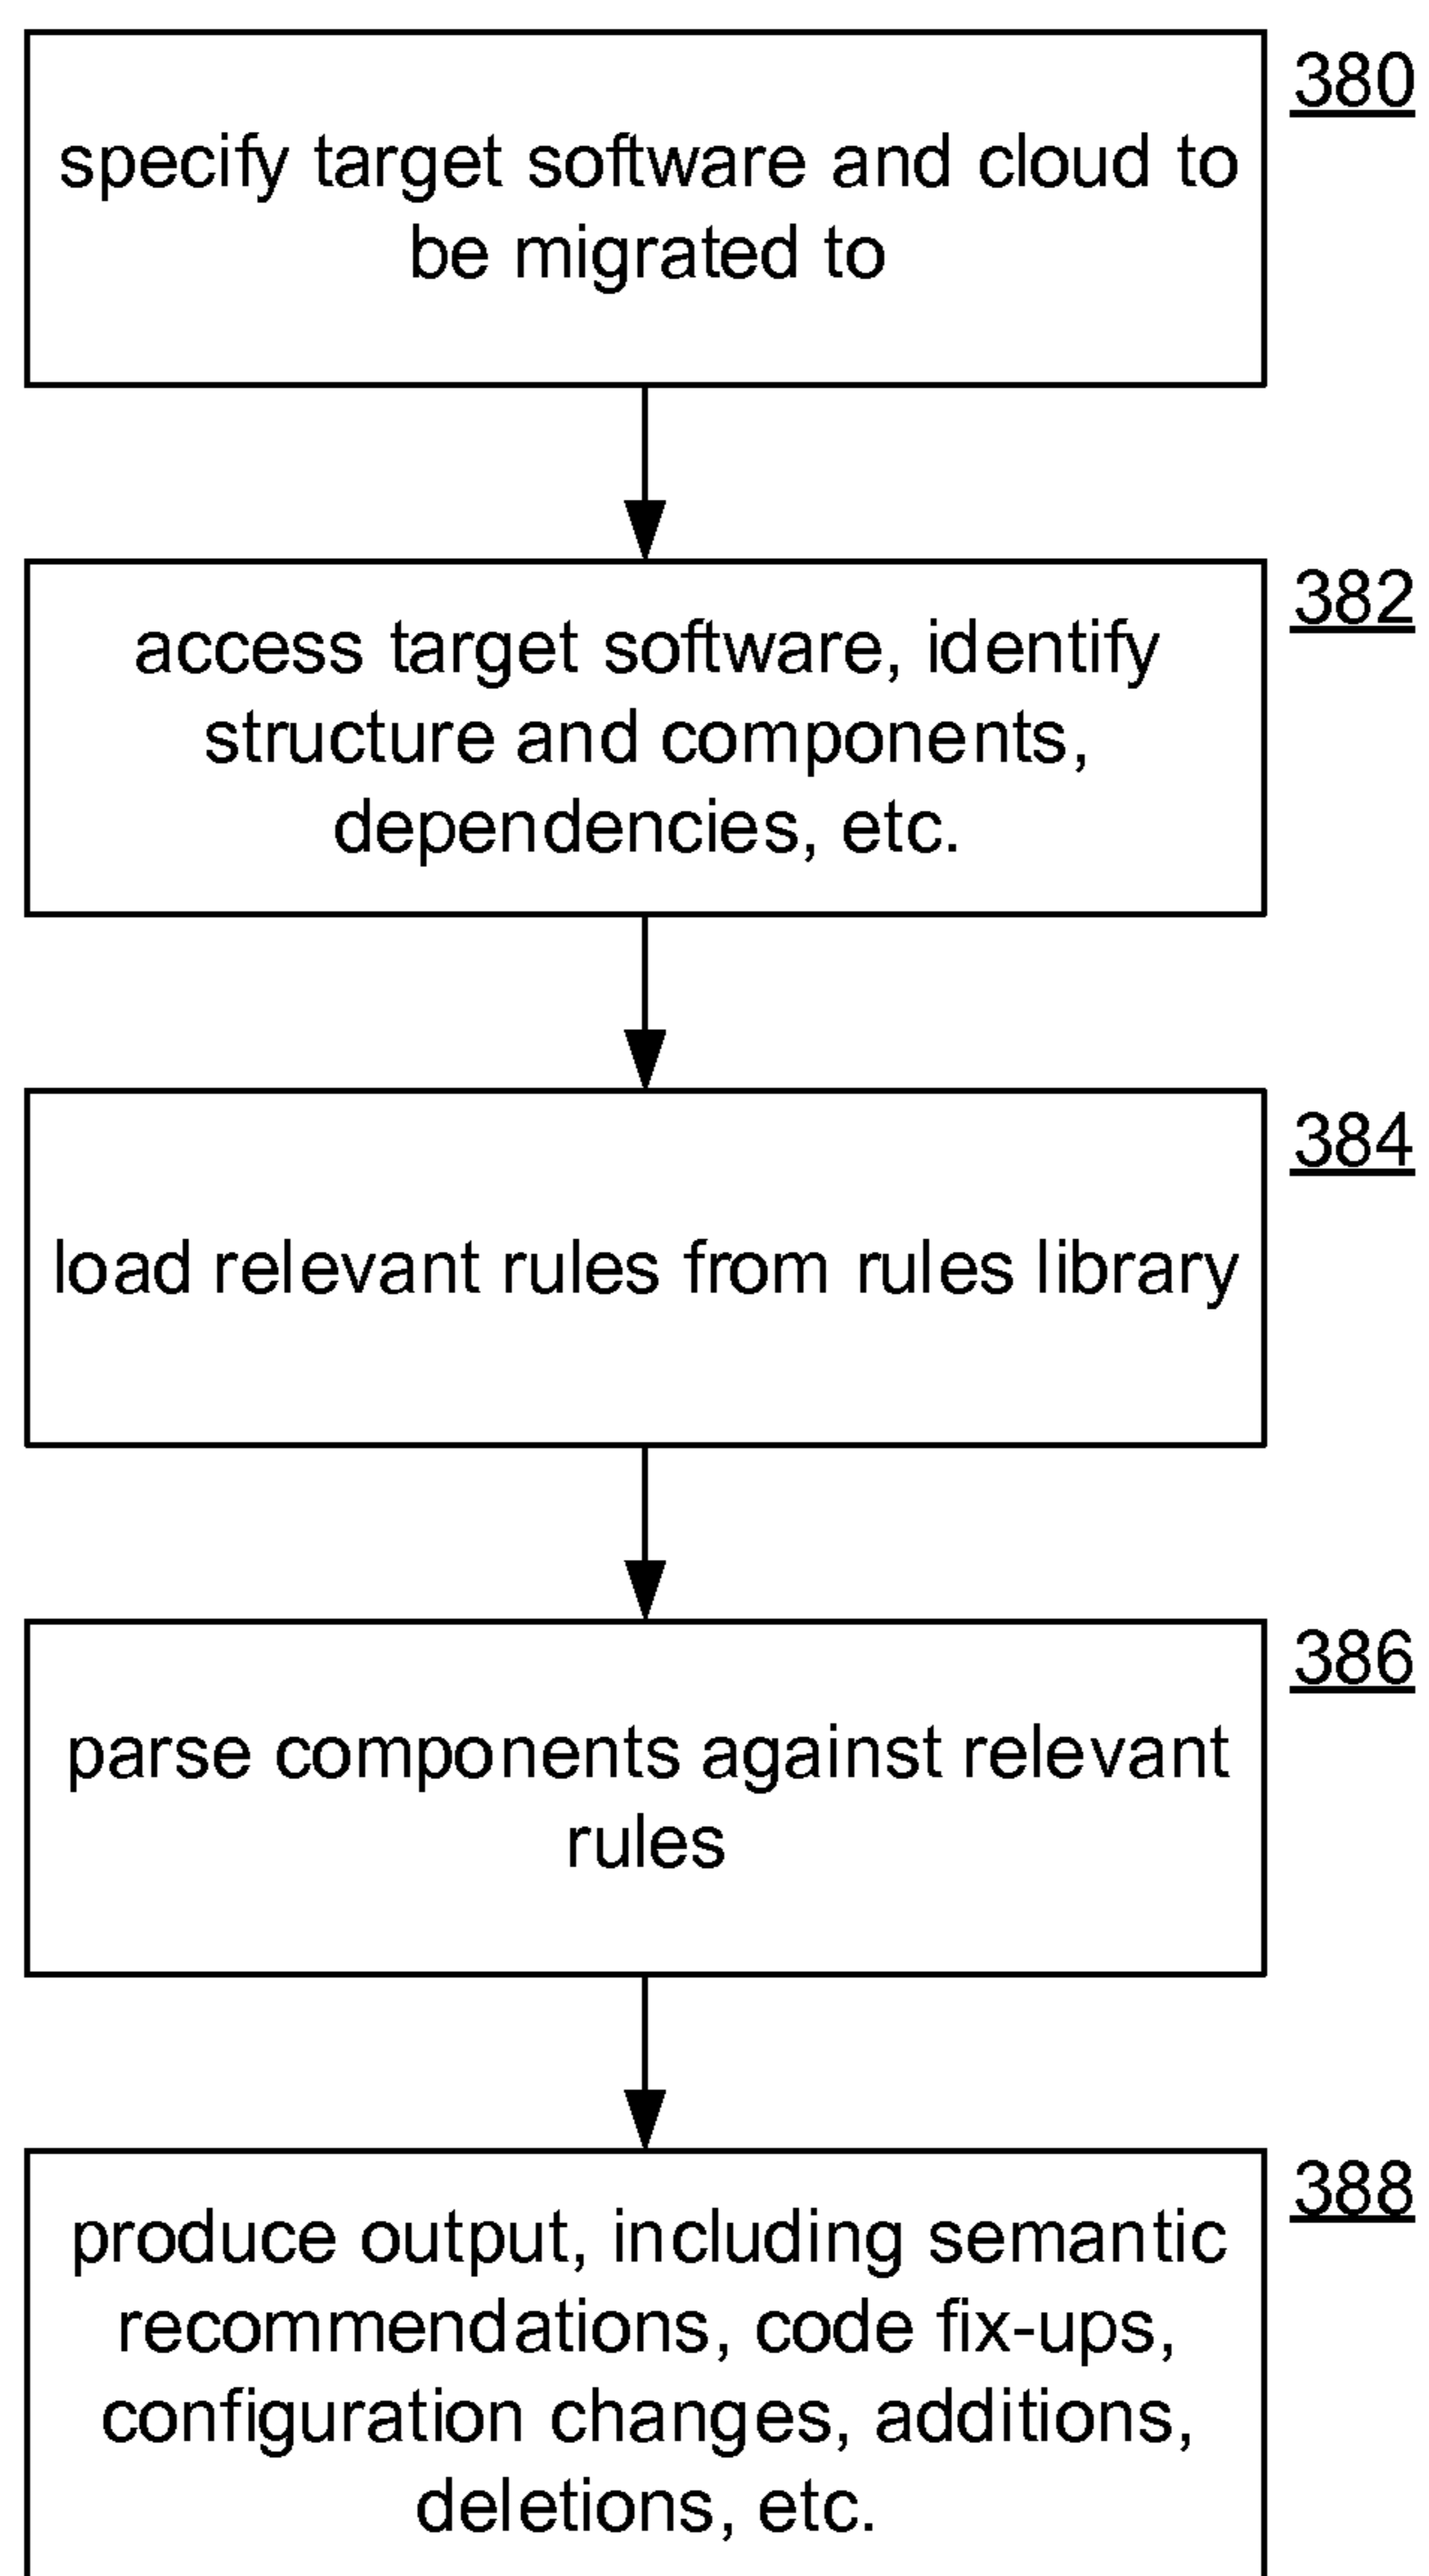 380
specify target software and cloud to
be migrated to
382
access target software, identify
structure and components,
dependencies, etc.
384
load relevant rules from rules library
386
parse components against relevant
rules
388
produce output, including semantic
recommendations, code fix-ups,
configuration changes, additions,
deletions, etc.